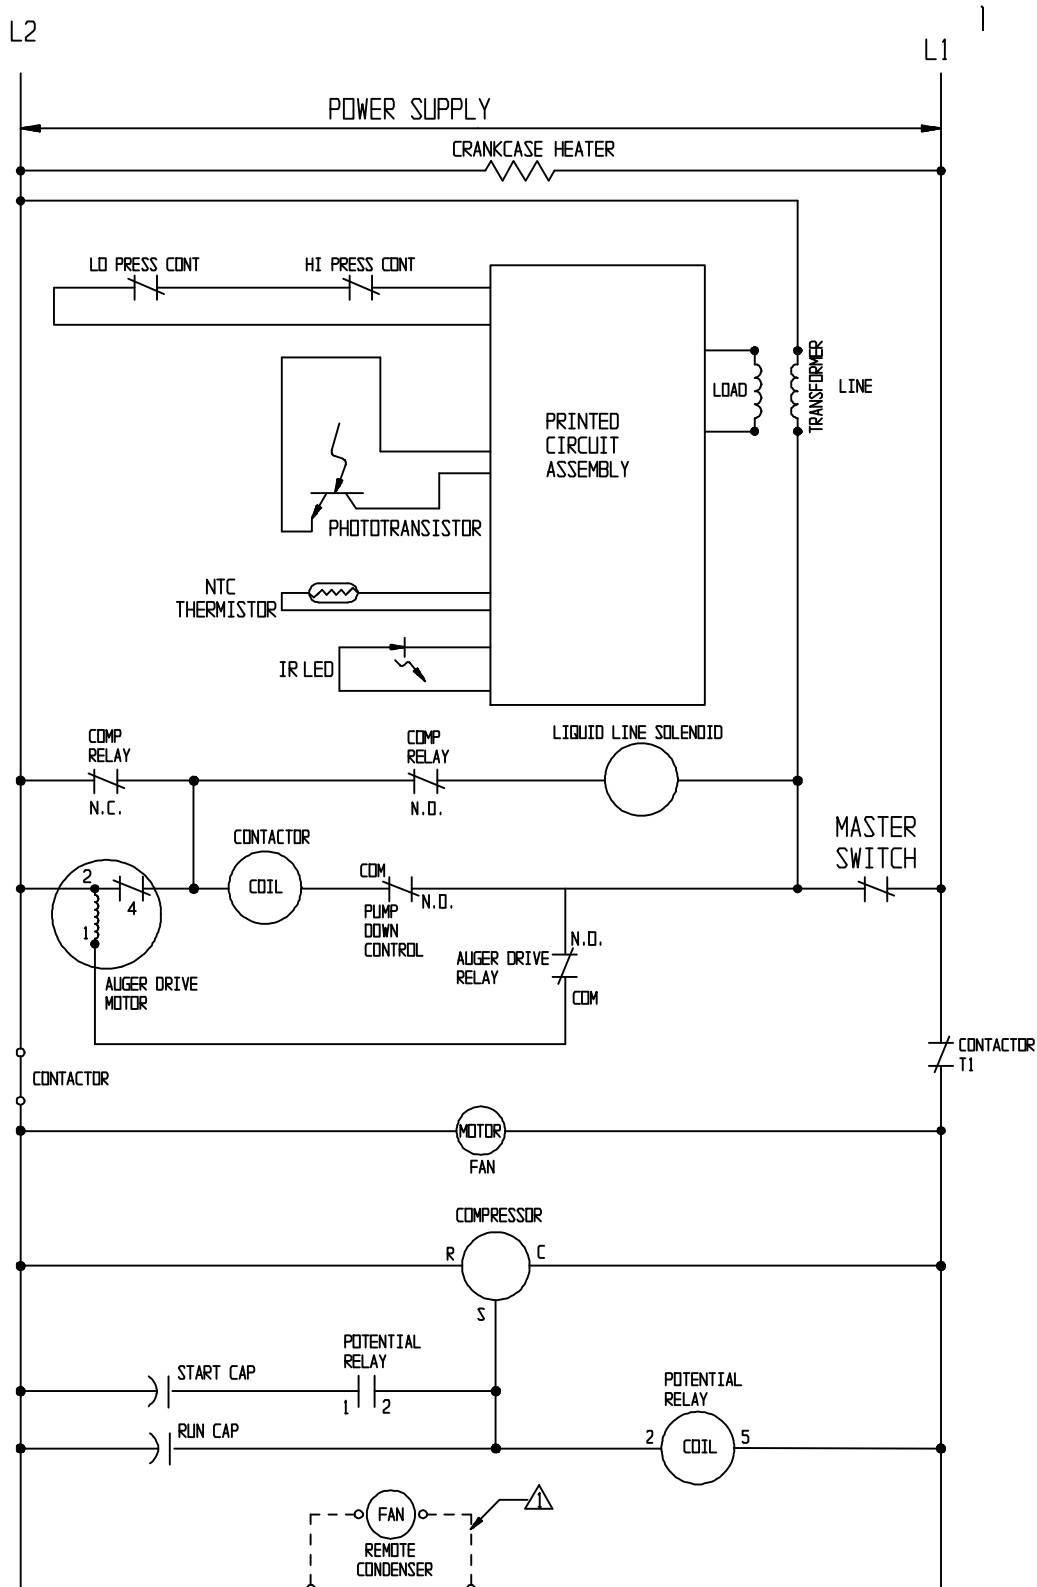 L2
L1
POWER SUPPLY
CRANKCASE HEATER
LO PRESS CONT
HI PRESS CONT
LOAD
TRANSFORMER
LINE
PRINTED
CIRCUIT
ASSEMBLY
PHOTOTRANSISTOR
NTC
THERMISTOR
IR LED
COMP
RELAY
N.C.
COMP
RELAY
N.O.
LIQUID LINE SOLENOID
MASTER
SWITCH
CONTACTOR
COIL
COM
N.O.
PUMP
DOWN
CONTROL
2
4
1
AUGER DRIVE
MOTOR
AUGER DRIVE
RELAY
N.O.
COM
CONTACTOR
T1
CONTACTOR
MOTOR
FAN
COMPRESSOR
R
C
S
START CAP
POTENTIAL
RELAY
1
2
RUN CAP
POTENTIAL
RELAY
2
COIL
5
FAN
REMOTE
CONDENSER
1